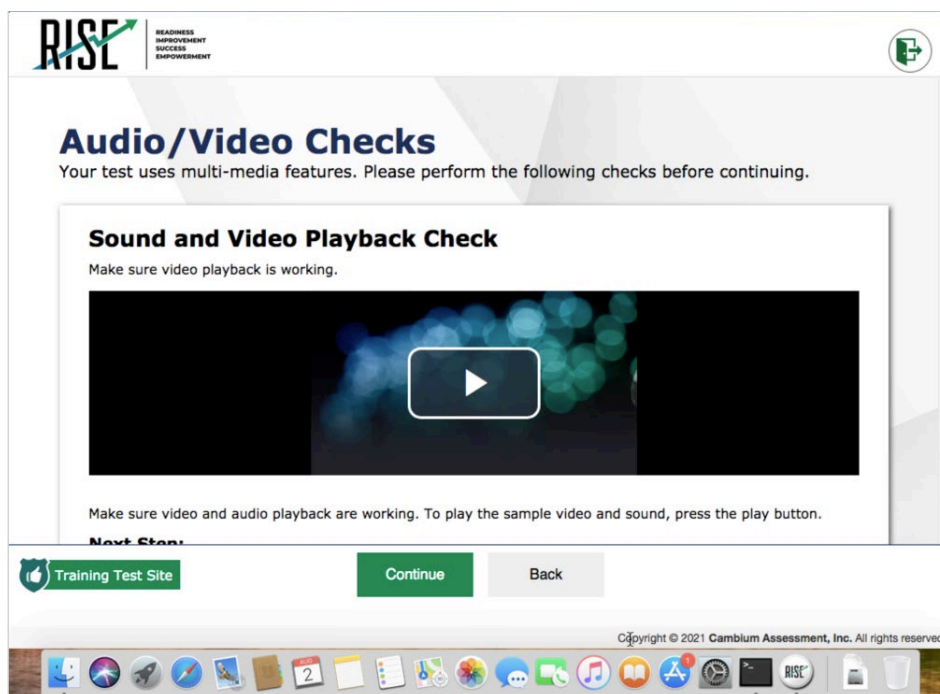 RISE
READINESS
IMPROVEMENT
SUCCESS
EMPOWERMENT
Audio/Video Checks
Your test uses multi-media features. Please perform the following checks before continuing.
Sound and Video Playback Check
Make sure video playback is working.
Make sure video and audio playback are working. To play the sample video and sound, press the play button.
Next Step:
Training Test Site
Continue
Back
Copyright © 2021 Cambium Assessment, Inc. All rights reserved
AUG
2
1
RISE